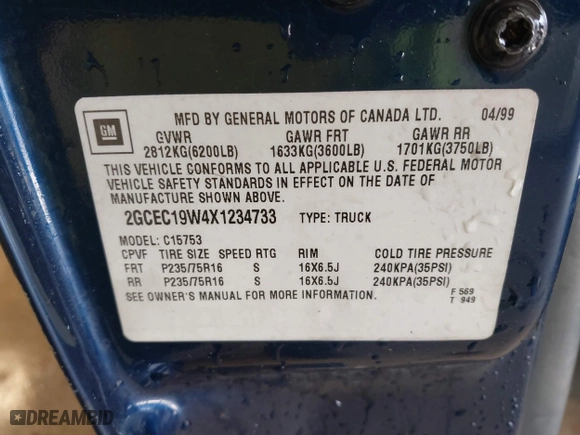 MFD BY GENERAL MOTORS OF CANADA LTD. 04/99
GM
GVWR GAWR FRT GAWR RR
2812KG(6200LB) 1633KG(3600LB) 1701KG(3750LB)
THIS VEHICLE CONFORMS TO ALL APPLICABLE U.S. FEDERAL MOTOR
VEHICLE SAFETY STANDARDS IN EFFECT ON THE DATE OF
MANUFACTURE SHOWN ABOVE.
2GCEC19W4X1234733 TYPE: TRUCK
MODEL: C15753
CPVF TIRE SIZE SPEED RTG RIM COLD TIRE PRESSURE
FRT P235/75R16 S 16X6.5J 240KPA(35PSI)
RR P235/75R16 S 16X6.5J 240KPA(35PSI)
SEE OWNER'S MANUAL FOR MORE INFORMATION. F 569
T 949
DREAMBID